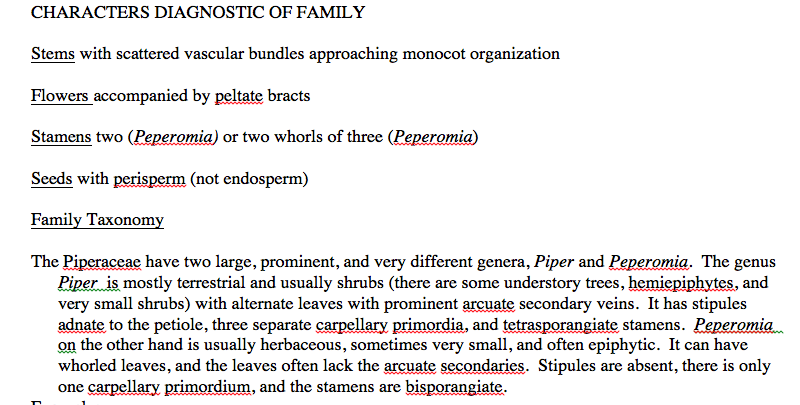 CHARACTERS DIAGNOSTIC OF FAMILY
Stems with scattered vascular bundles approaching monocot organization
Flowers accompanied by peltate bracts
Stamens two (Peperomia) or two whorls of three (Peperomia)
Seeds with perisperm (not endosperm)
Family Taxonomy
The Piperaceae have two large, prominent, and very different genera, Piper and Peperomia. The genus
Piper is mostly terrestrial and usually shrubs (there are some understory trees, hemiepiphytes, and
very small shrubs) with alternate leaves with prominent arcuate secondary veins. It has stipules
adnate to the petiole, three separate carpellary primordia, and tetrasporangiate stamens. Peperomia
on the other hand is usually herbaceous, sometimes very small, and often epiphytic. It can have
whorled leaves, and the leaves often lack the arcuate secondaries. Stipules are absent, there is only
one carpellary primordium, and the stamens are bisporangiate.